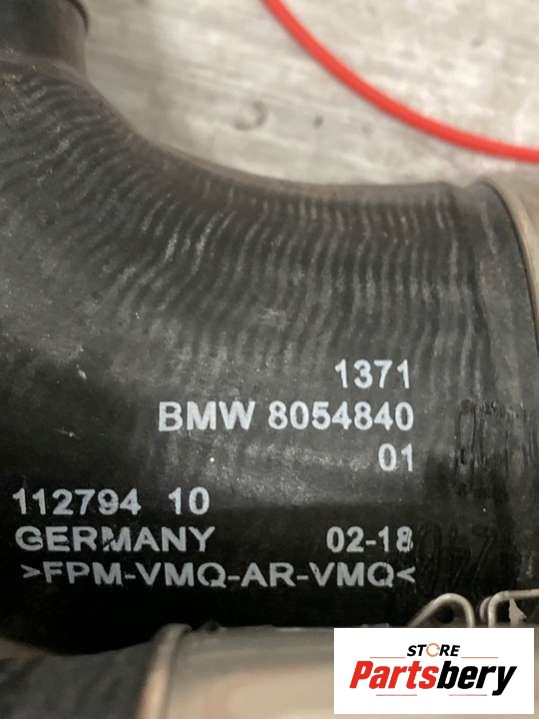 1371
BMW 8054840
01
112794 10
GERMANY 02-18
>FPM-VMQ-AR-VMQ<
STORE
Partsbery